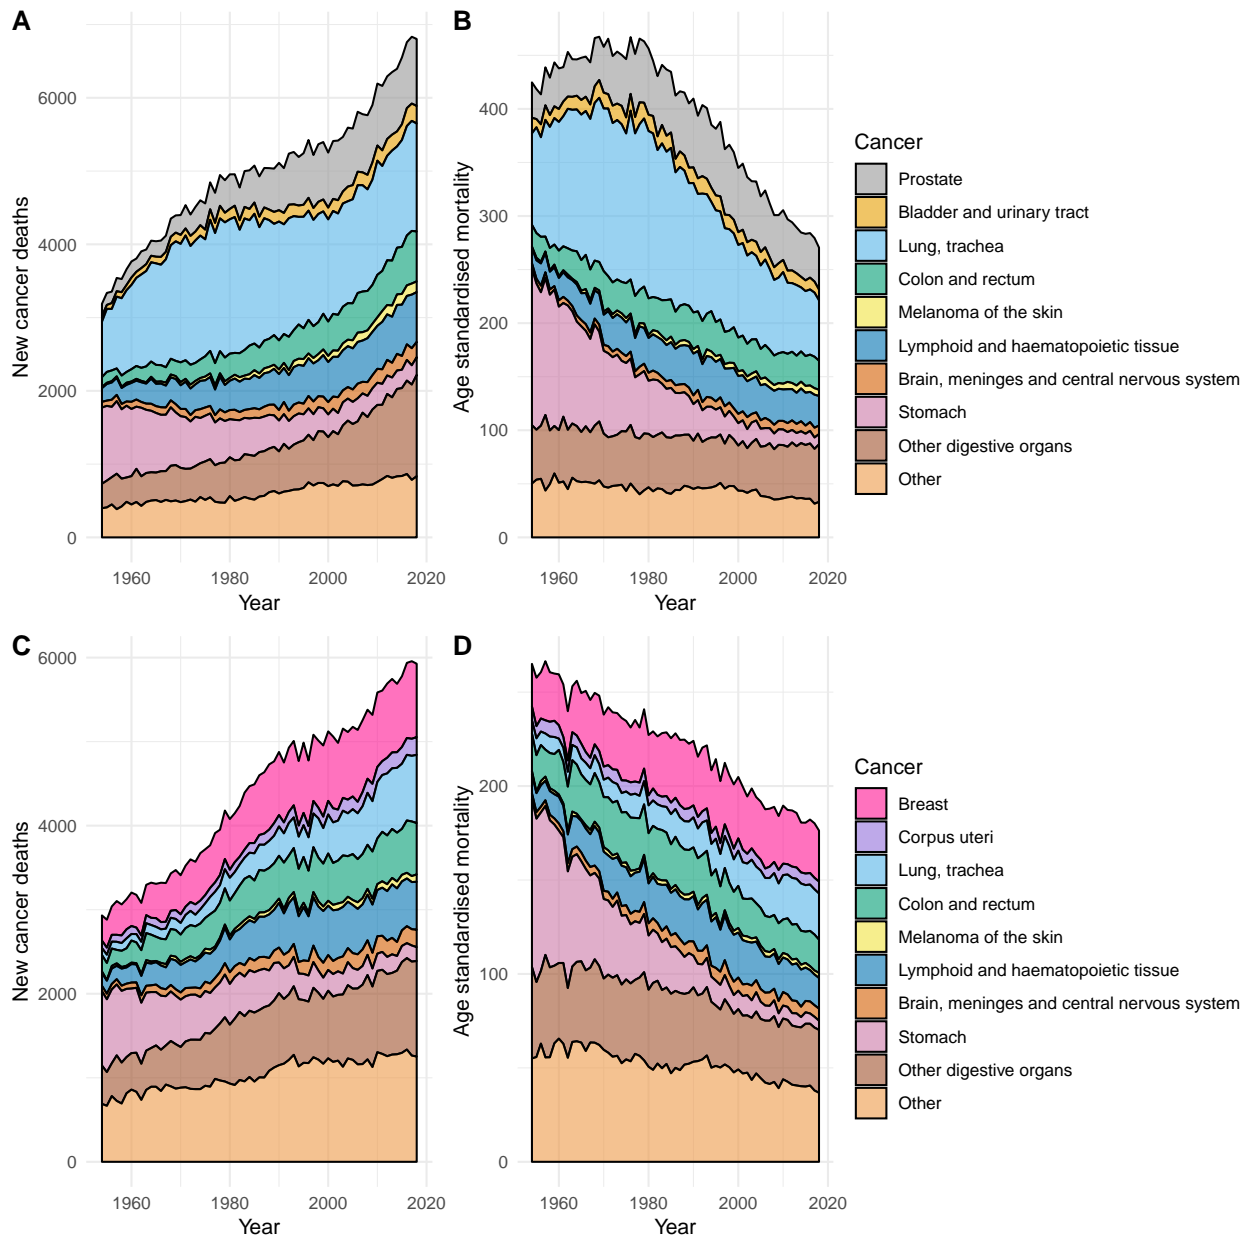 A
New cancer deaths
6000
4000
2000
0
1960
1980
2000
2020
Year
B
Age standardised mortality
400
300
200
100
0
1960
1980
2000
2020
Year
Cancer
Prostate
Bladder and urinary tract
Lung, trachea
Colon and rectum
Melanoma of the skin
Lymphoid and haematopoietic tissue
Brain, meninges and central nervous system
Stomach
Other digestive organs
Other
C
New cancer deaths
6000
4000
2000
0
1960
1980
2000
2020
Year
D
Age standardised mortality
200
100
0
1960
1980
2000
2020
Year
Cancer
Breast
Corpus uteri
Lung, trachea
Colon and rectum
Melanoma of the skin
Lymphoid and haematopoietic tissue
Brain, meninges and central nervous system
Stomach
Other digestive organs
Other